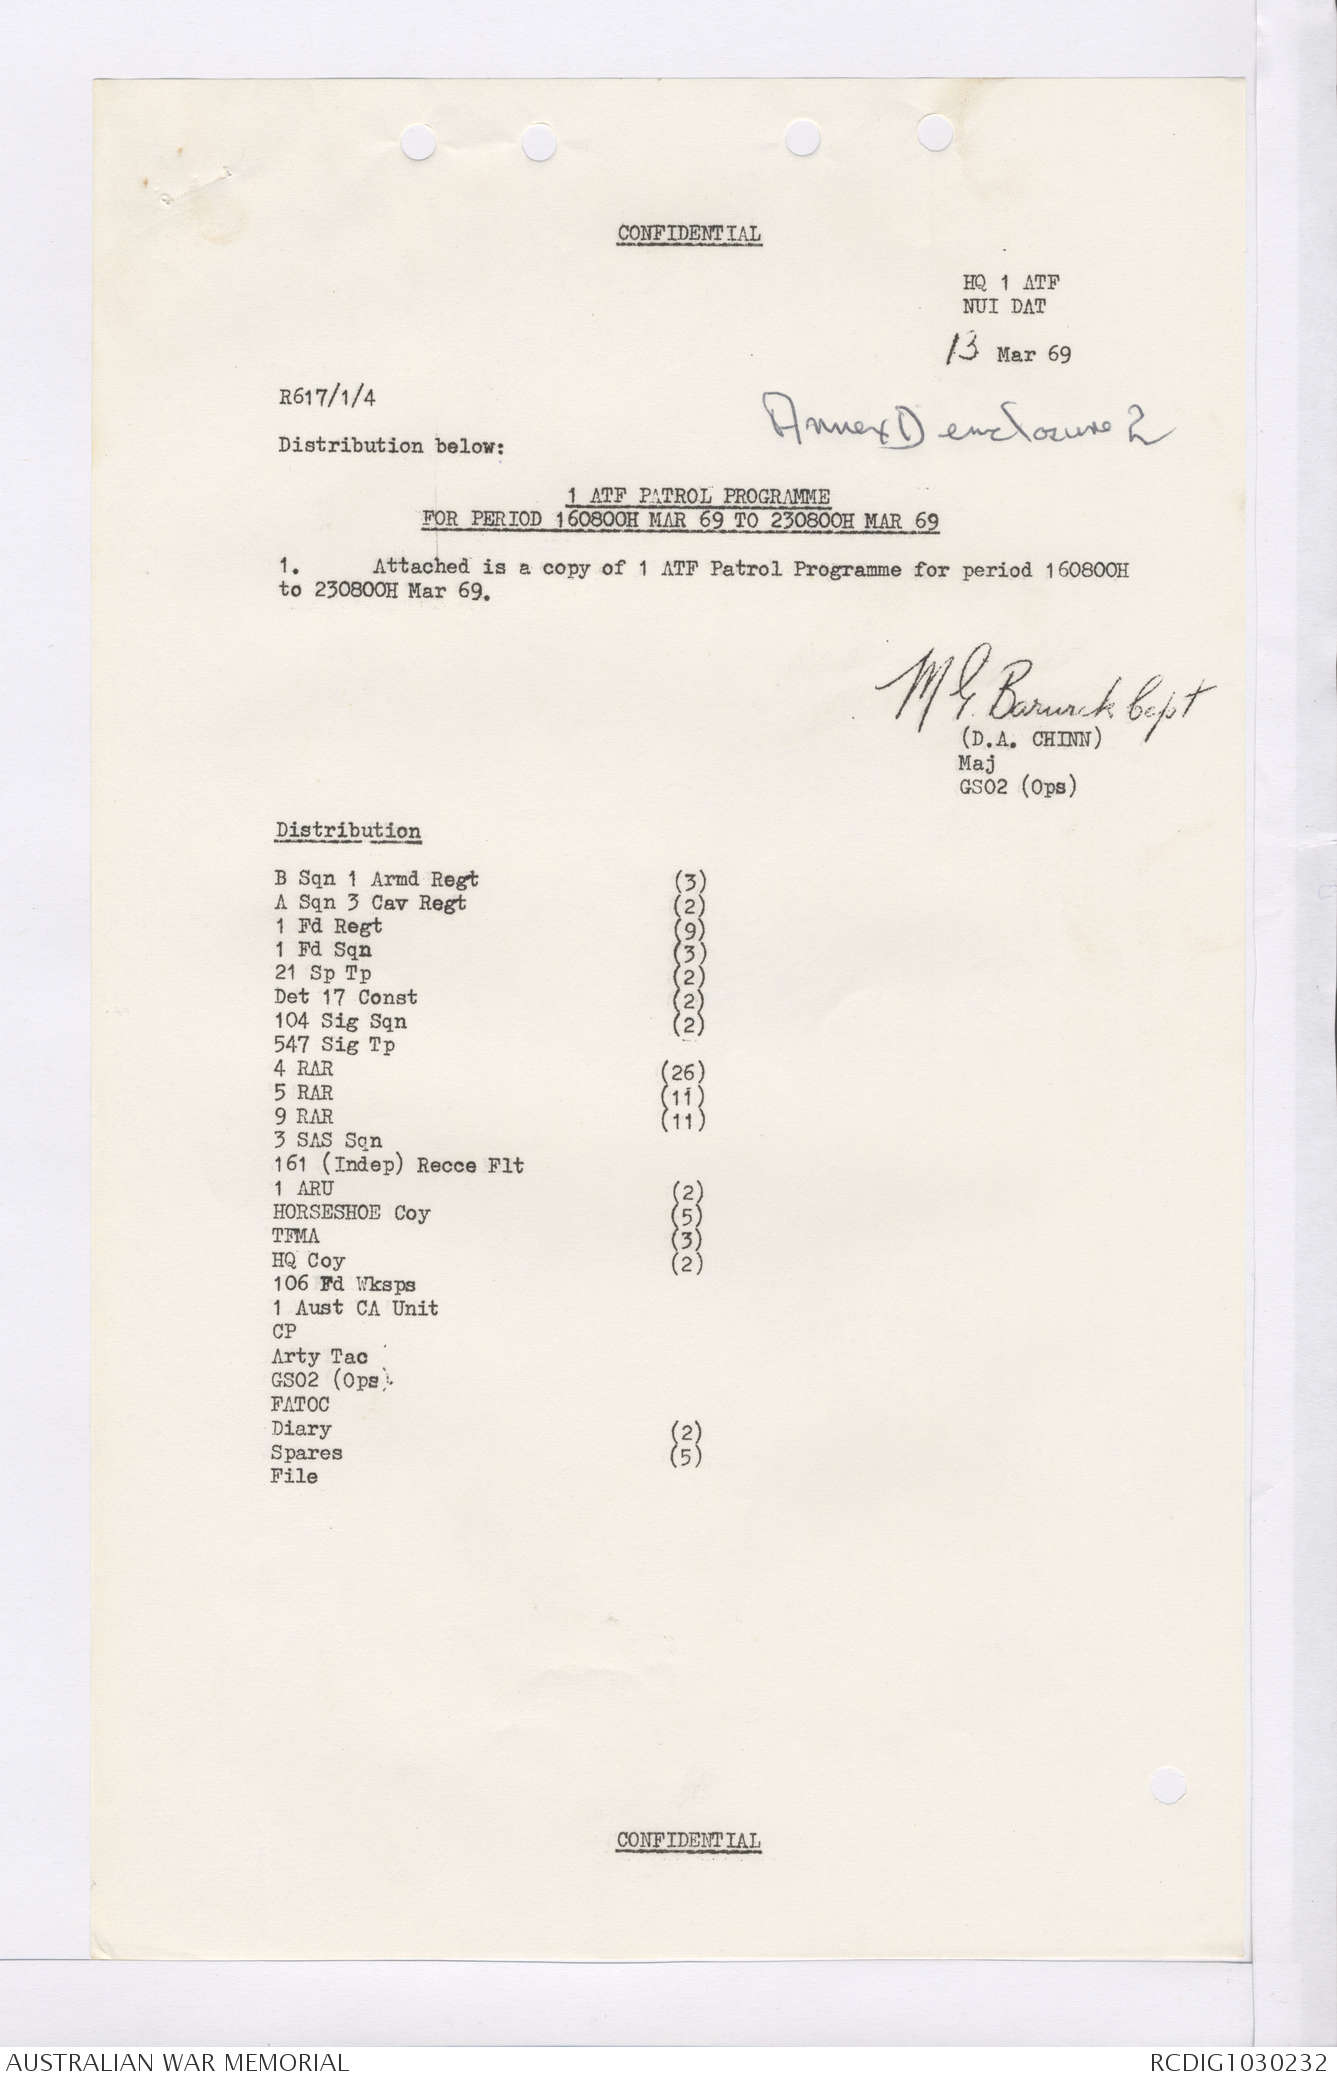 CONFIDENTIAL
HQ 1 ATF
NUI DAT
13 Mar 69
R617/1/4
Annex D enclosure 2
Distribution below:
1 ATF PATROL PROGRAMME
FOR PERIOD 160800H MAR 69 TO 230800H MAR 69
1. Attached is a copy of 1 ATF Patrol Programme for period 160800H
to 230800H Mar 69.
M G. Capt
(D.A. CHINN)
Maj
GSO2 (Ops)
Distribution
B Sqn 1 Armd Regt (3)
A Sqn 3 Cav Regt (2)
1 Fd Regt (9)
1 Fd Sqn (3)
21 Sp Tp (2)
Det 17 Const (2)
104 Sig Sqn (2)
547 Sig Tp
4 RAR (26)
5 RAR (11)
9 RAR (11)
3 SAS Sqn
161 (Indep) Recce Flt
1 ARU (2)
HORSESHOE Coy (5)
TFMA (3)
HQ Coy (2)
106 Fd Wksps
1 Aust CA Unit
CP
Arty Tac
GSO2 (Ops)
FATOC
Diary (2)
Spares (5)
File
CONFIDENTIAL
AUSTRALIAN WAR MEMORIAL
RCDIG1030232